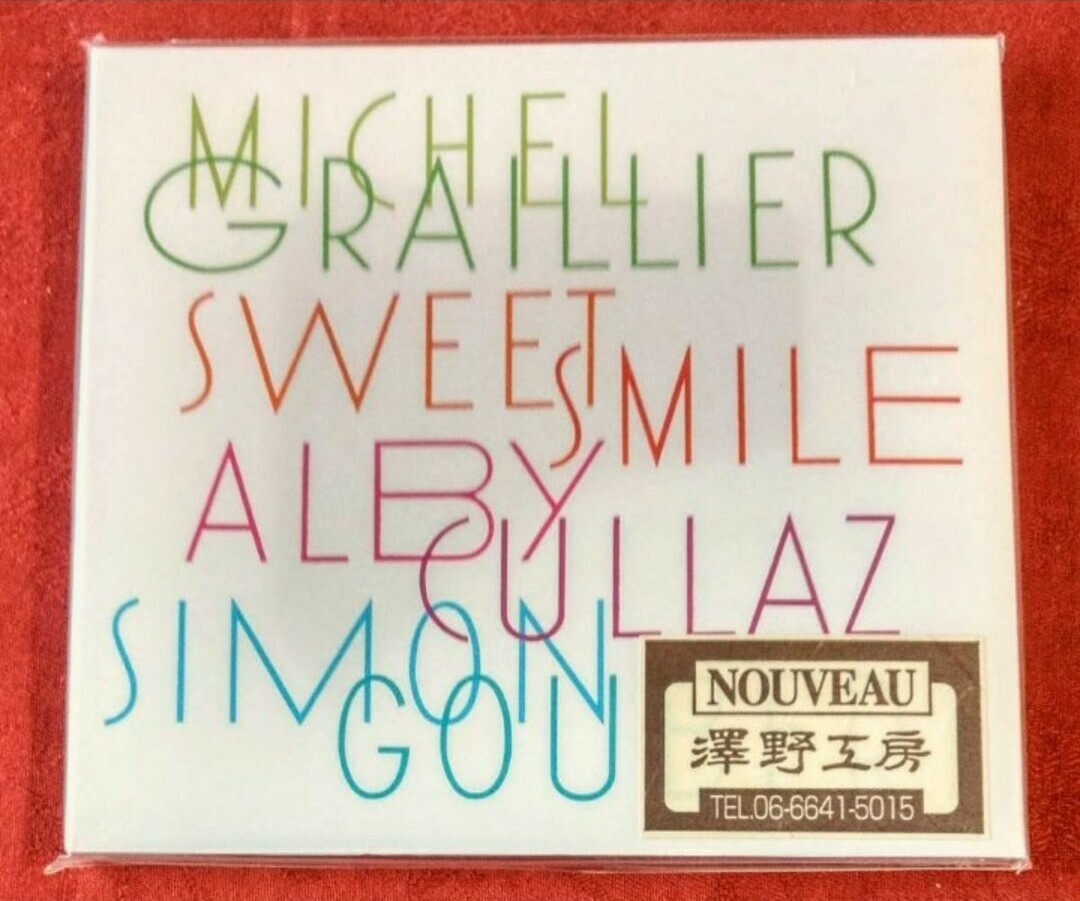 MICHEL
GRAILLIER
SWEET
SMILE
ALBY
CULLAZ
SIMON
GOU
NOUVEAU
澤野工房
TEL.06-6641-5015